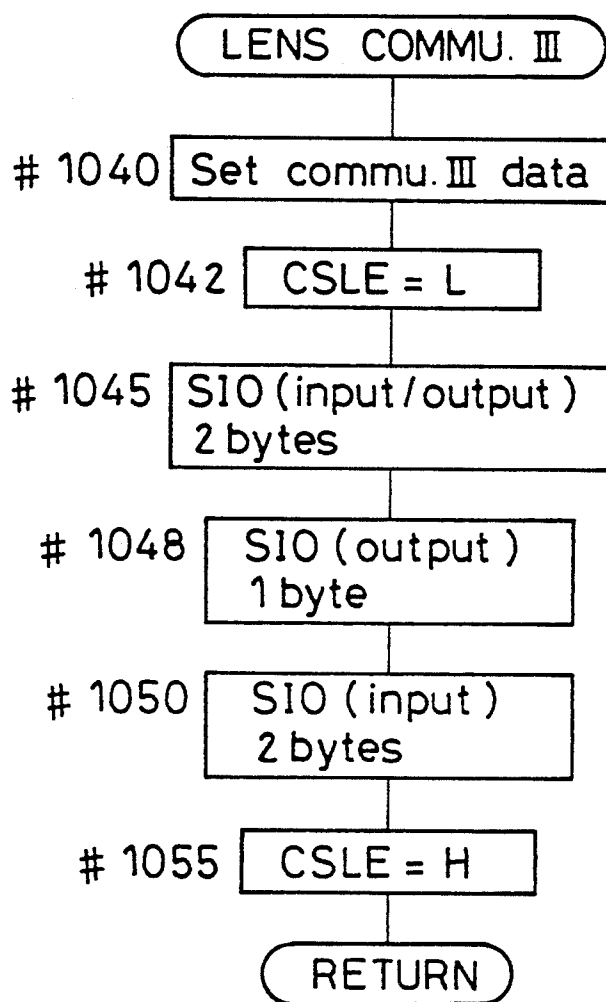 LENS COMMU. III
# 1040 Set commu. III data
# 1042 CSLE = L
# 1045 SIO (input/output)
2 bytes
# 1048 SIO (output)
1 byte
# 1050 SIO (input)
2 bytes
# 1055 CSLE = H
RETURN